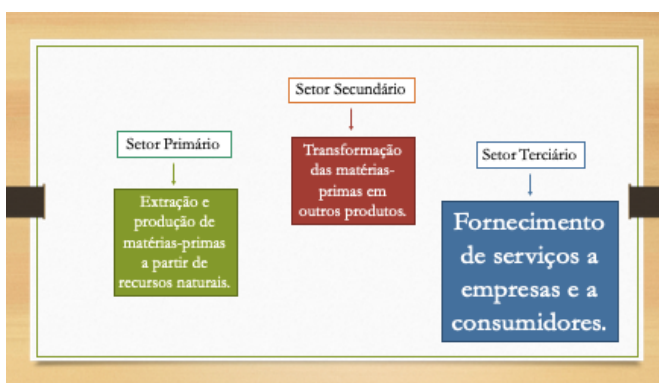 Setor Primário
Extração e
produção de
matérias-primas
a partir de
recursos naturais.
Setor Secundário
Transformação
das matérias-
primas em
outros produtos.
Setor Terciário
Fornecimento
de serviços a
empresas e a
consumidores.